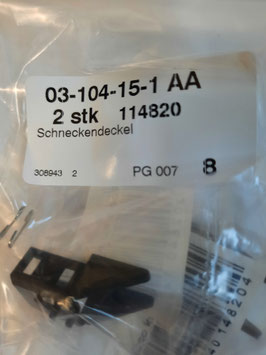 03-104-15-1 AA
2 stk 114820
Schneckendeckel
308943 2 PG 007 8